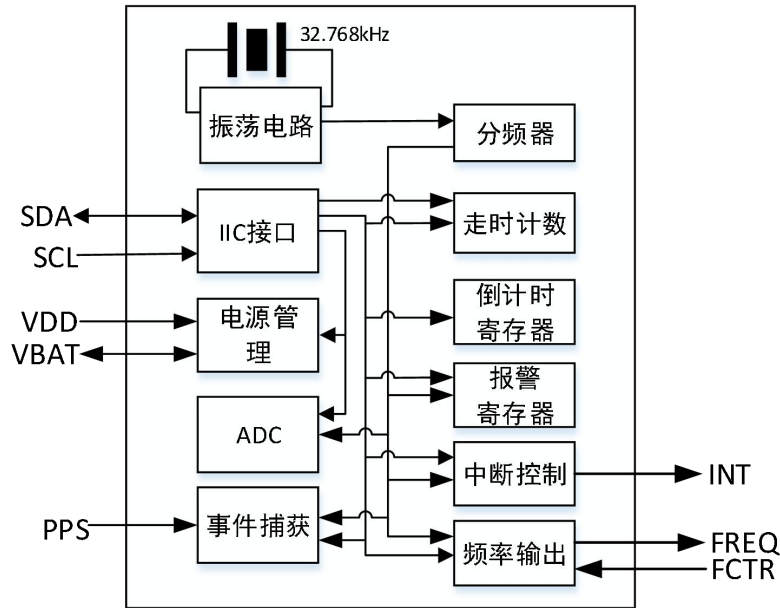 32.768kHz
振荡电路
分频器
SDA
IIC接口
走时计数
SCL
倒计时
寄存器
VDD
电源管
理
VBAT
报警
寄存器
ADC
中断控制
INT
PPS
事件捕获
频率输出
FREQ
FCTR